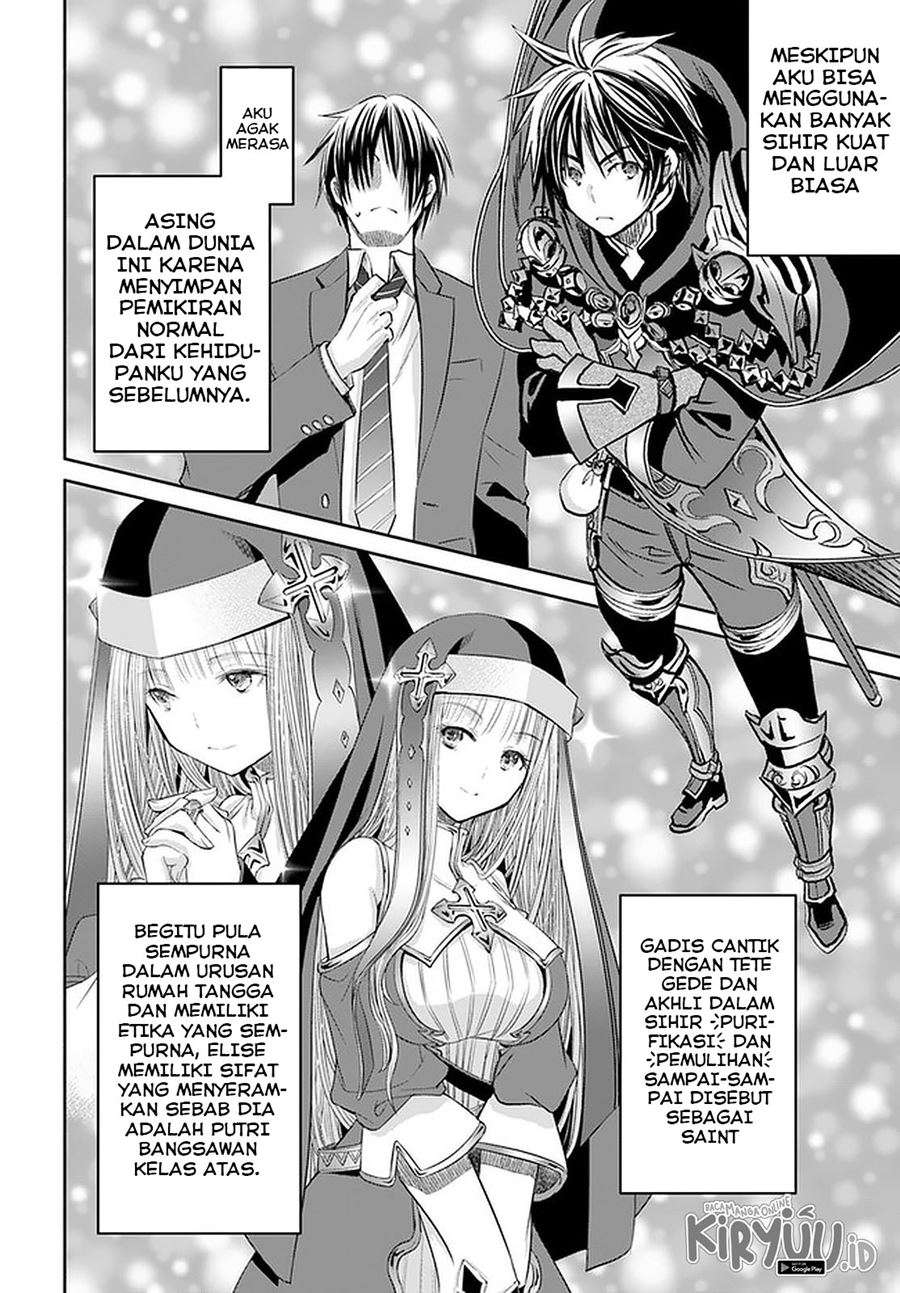 MESKIPUN
AKU BISA
MENGGUNA-
KAN BANYAK
SIHIR KUAT
DAN LUAR
BIASA
AKU
AGAK
MERASA
ASING
DALAM DUNIA
INI KARENA
MENYIMPAN
PEMIKIRAN
NORMAL
DARI KEHIDU-
PANKU YANG
SEBELUMNYA.
GADIS CANTIK
DENGAN TETE
GEDE DAN
AKHLI DALAM
SIHIR PURI-
FIKASI DAN
PEMULIHAN
SAMPAI-SAM-
PAI DISEBUT
SEBAGAI
SAINT
BEGITU PULA
SEMPURNA
DALAM URUSAN
RUMAH TANGGA
DAN MEMILIKI
ETIKA YANG SEM-
PURNA, ELISE
MEMILIKI SIFAT
YANG MENYERAM-
KAN SEBAB DIA
ADALAH PUTRI
BANGSAWAN
KELAS ATAS.
BACA MANGA ONLINE
KIRYUU.ID
Google Play